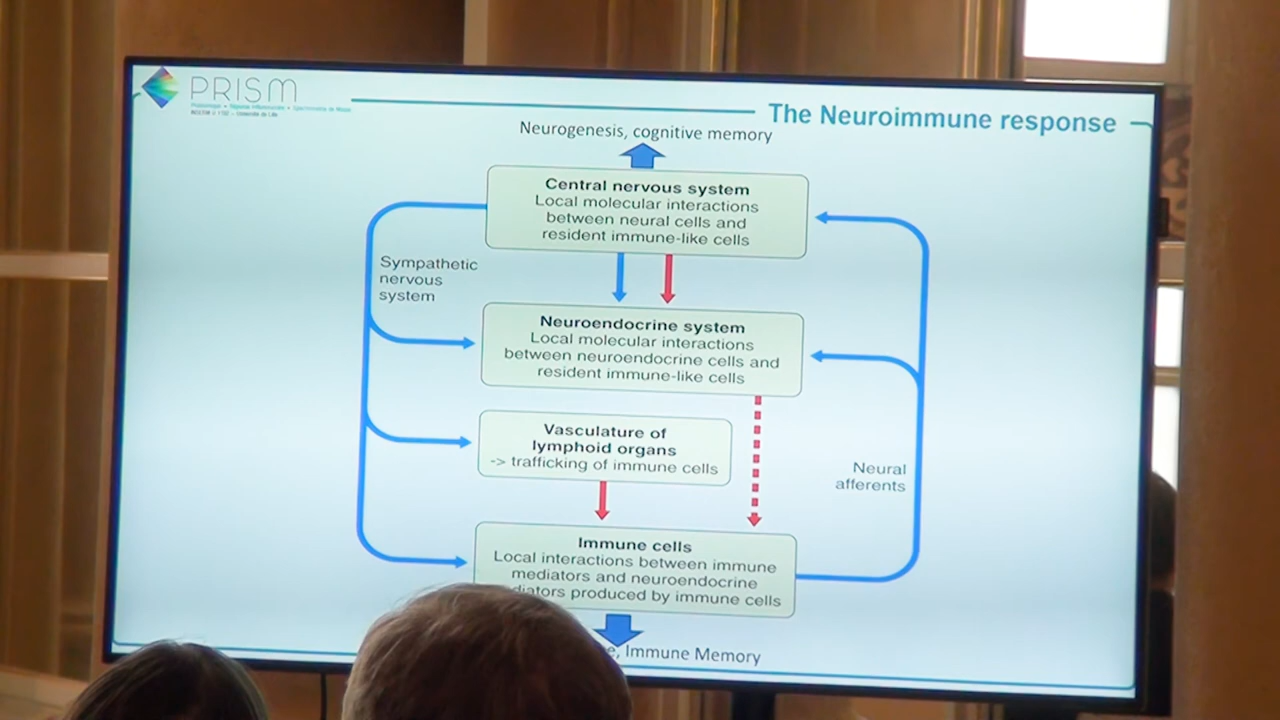 PRISM
The Neuroimmune response
Neurogenesis, cognitive memory
Central nervous system
Local molecular interactions
between neural cells and
resident immune-like cells
Sympathetic
nervous
system
Neuroendocrine system
Local molecular interactions
between neuroendocrine cells and
resident immune-like cells
Vasculature of
lymphoid organs
-> trafficking of immune cells
Neural
afferents
Immune cells
Local interactions between immune
mediators and neuroendocrine
produced by immune cells
Immune Memory